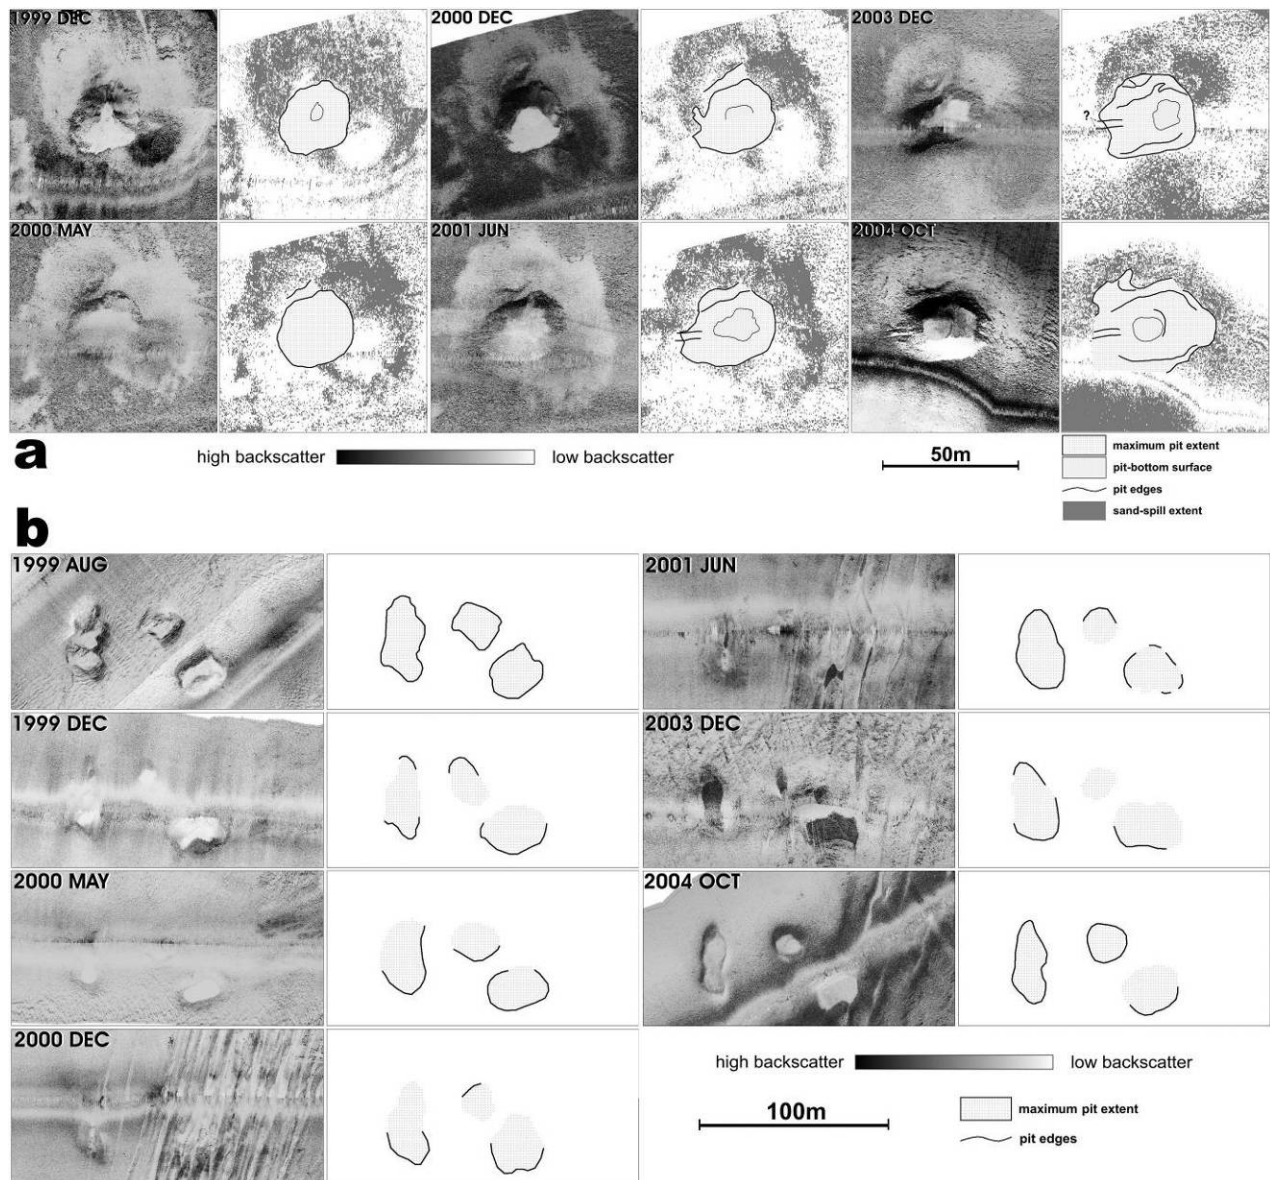 1999 DEC
2000 DEC
2003 DEC
?
2000 MAY
2001 JUN
2004 OCT
a
high backscatter low backscatter
50m
maximum pit extent
pit-bottom surface
pit edges
sand-spill extent
b
1999 AUG
2001 JUN
1999 DEC
2003 DEC
2000 MAY
2004 OCT
2000 DEC
high backscatter low backscatter
100m
maximum pit extent
pit edges